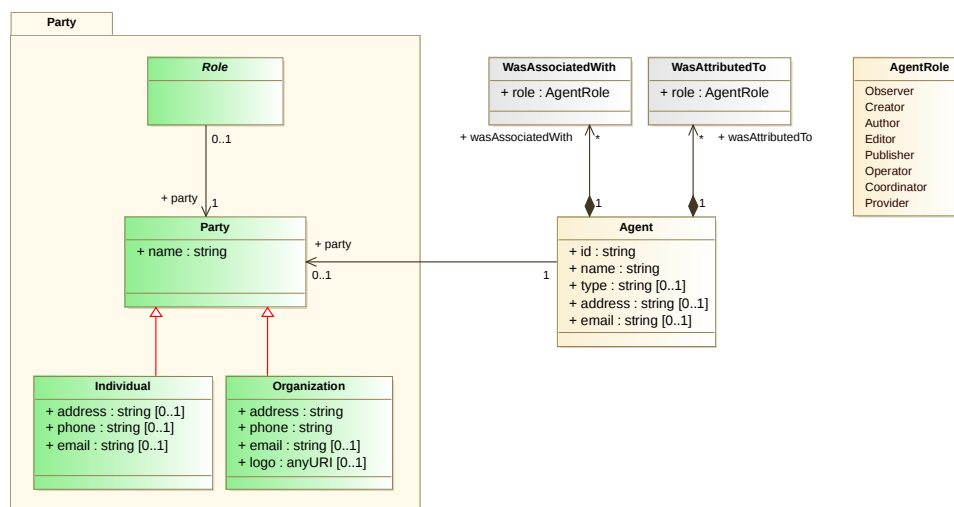 Party
Role
0..1
+ party
1
Party
+ name : string
Individual
+ address : string [0..1]
+ phone : string [0..1]
+ email : string [0..1]
Organization
+ address : string
+ phone : string
+ email : string [0..1]
+ logo : anyURI [0..1]
+ party
0..1
1
WasAssociatedWith
+ role : AgentRole
+ wasAssociatedWith
*
1
WasAttributedTo
+ role : AgentRole
*
+ wasAttributedTo
1
Agent
+ id : string
+ name : string
+ type : string [0..1]
+ address : string [0..1]
+ email : string [0..1]
AgentRole
Observer
Creator
Author
Editor
Publisher
Operator
Coordinator
Provider